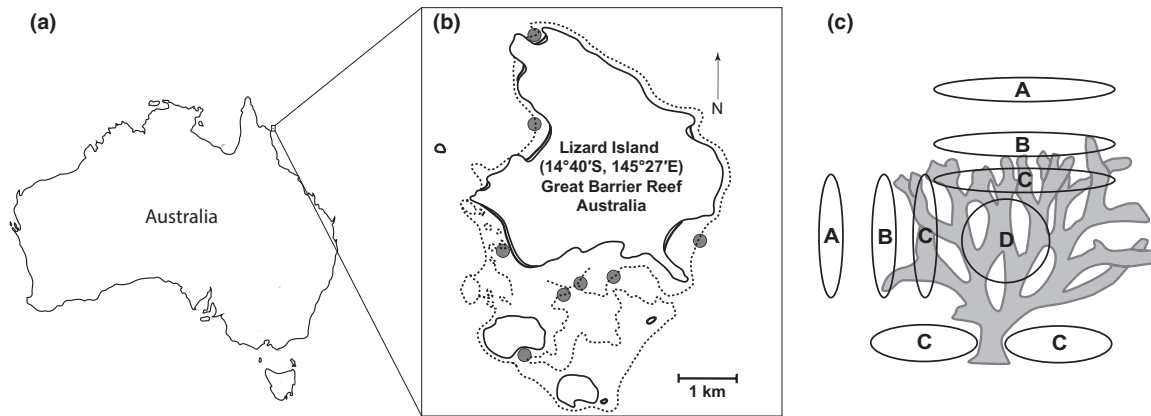 (a)
Australia
(b)
N
Lizard Island
(14°40′S, 145°27′E)
Great Barrier Reef
Australia
1 km
(c)
A
B
C
A
B
C
D
C
C